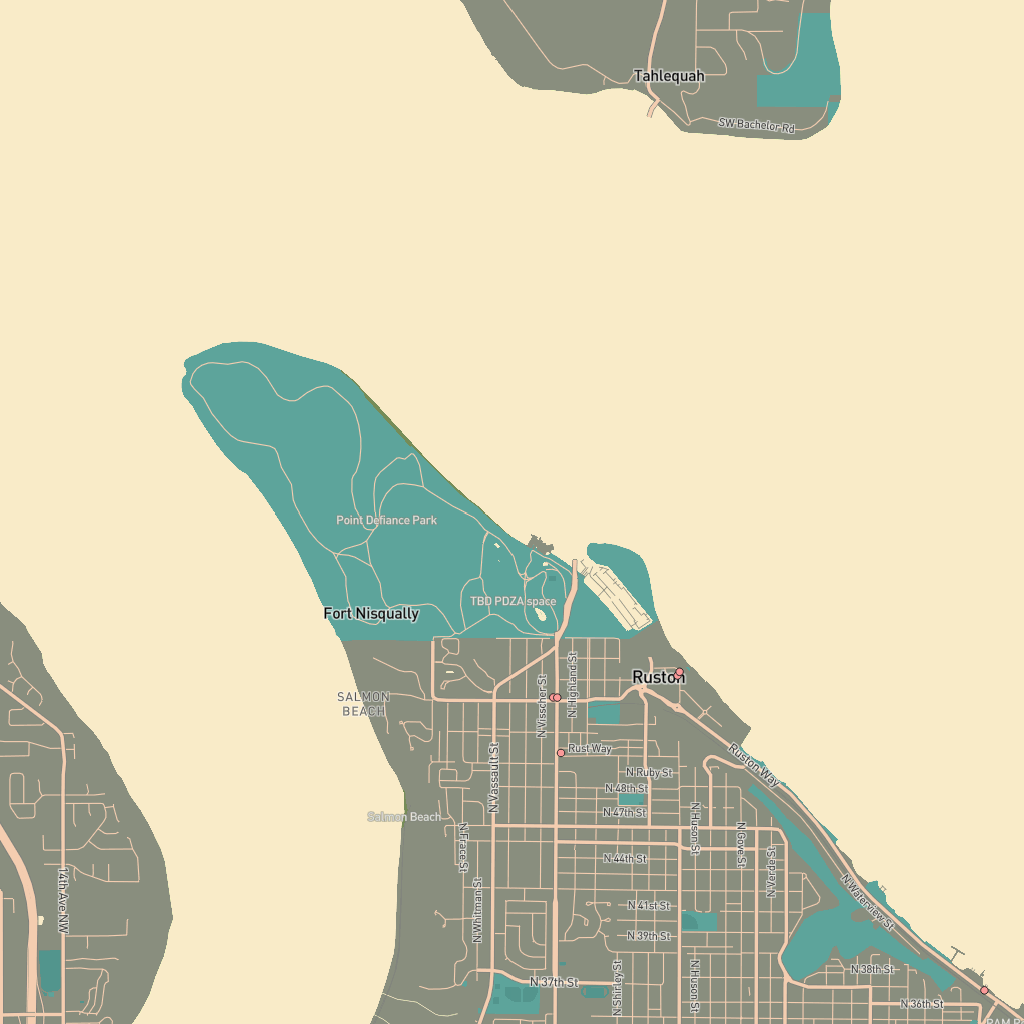 Tahlequah
SW Bachelor Rd
Point Defiance Park
TBD PDZA space
Fort Nisqually
Ruston
SALMON
BEACH
N Visscher St
N Highland St
Rust Way
N Vassault St
Ruston Way
N Ruby St
N 48th St
N 47th St
Salmon Beach
N Frace St
N Huson St
N Gove St
N 44th St
N Verde St
14th Ave NW
N Whitman St
N 41st St
N Waterview St
N 39th St
N 38th St
N 37th St
N Shirley St
N Huson St
N 36th St